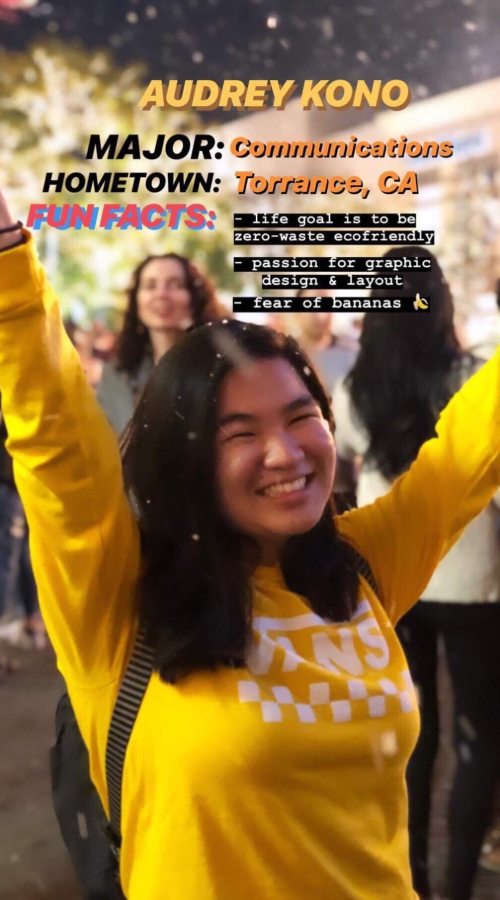 AUDREY KONO
MAJOR: Communications
HOMETOWN: Torrance, CA
FUN FACTS:
- life goal is to be
zero-waste ecofriendly
- passion for graphic
design & layout
- fear of bananas 🍌
VANS